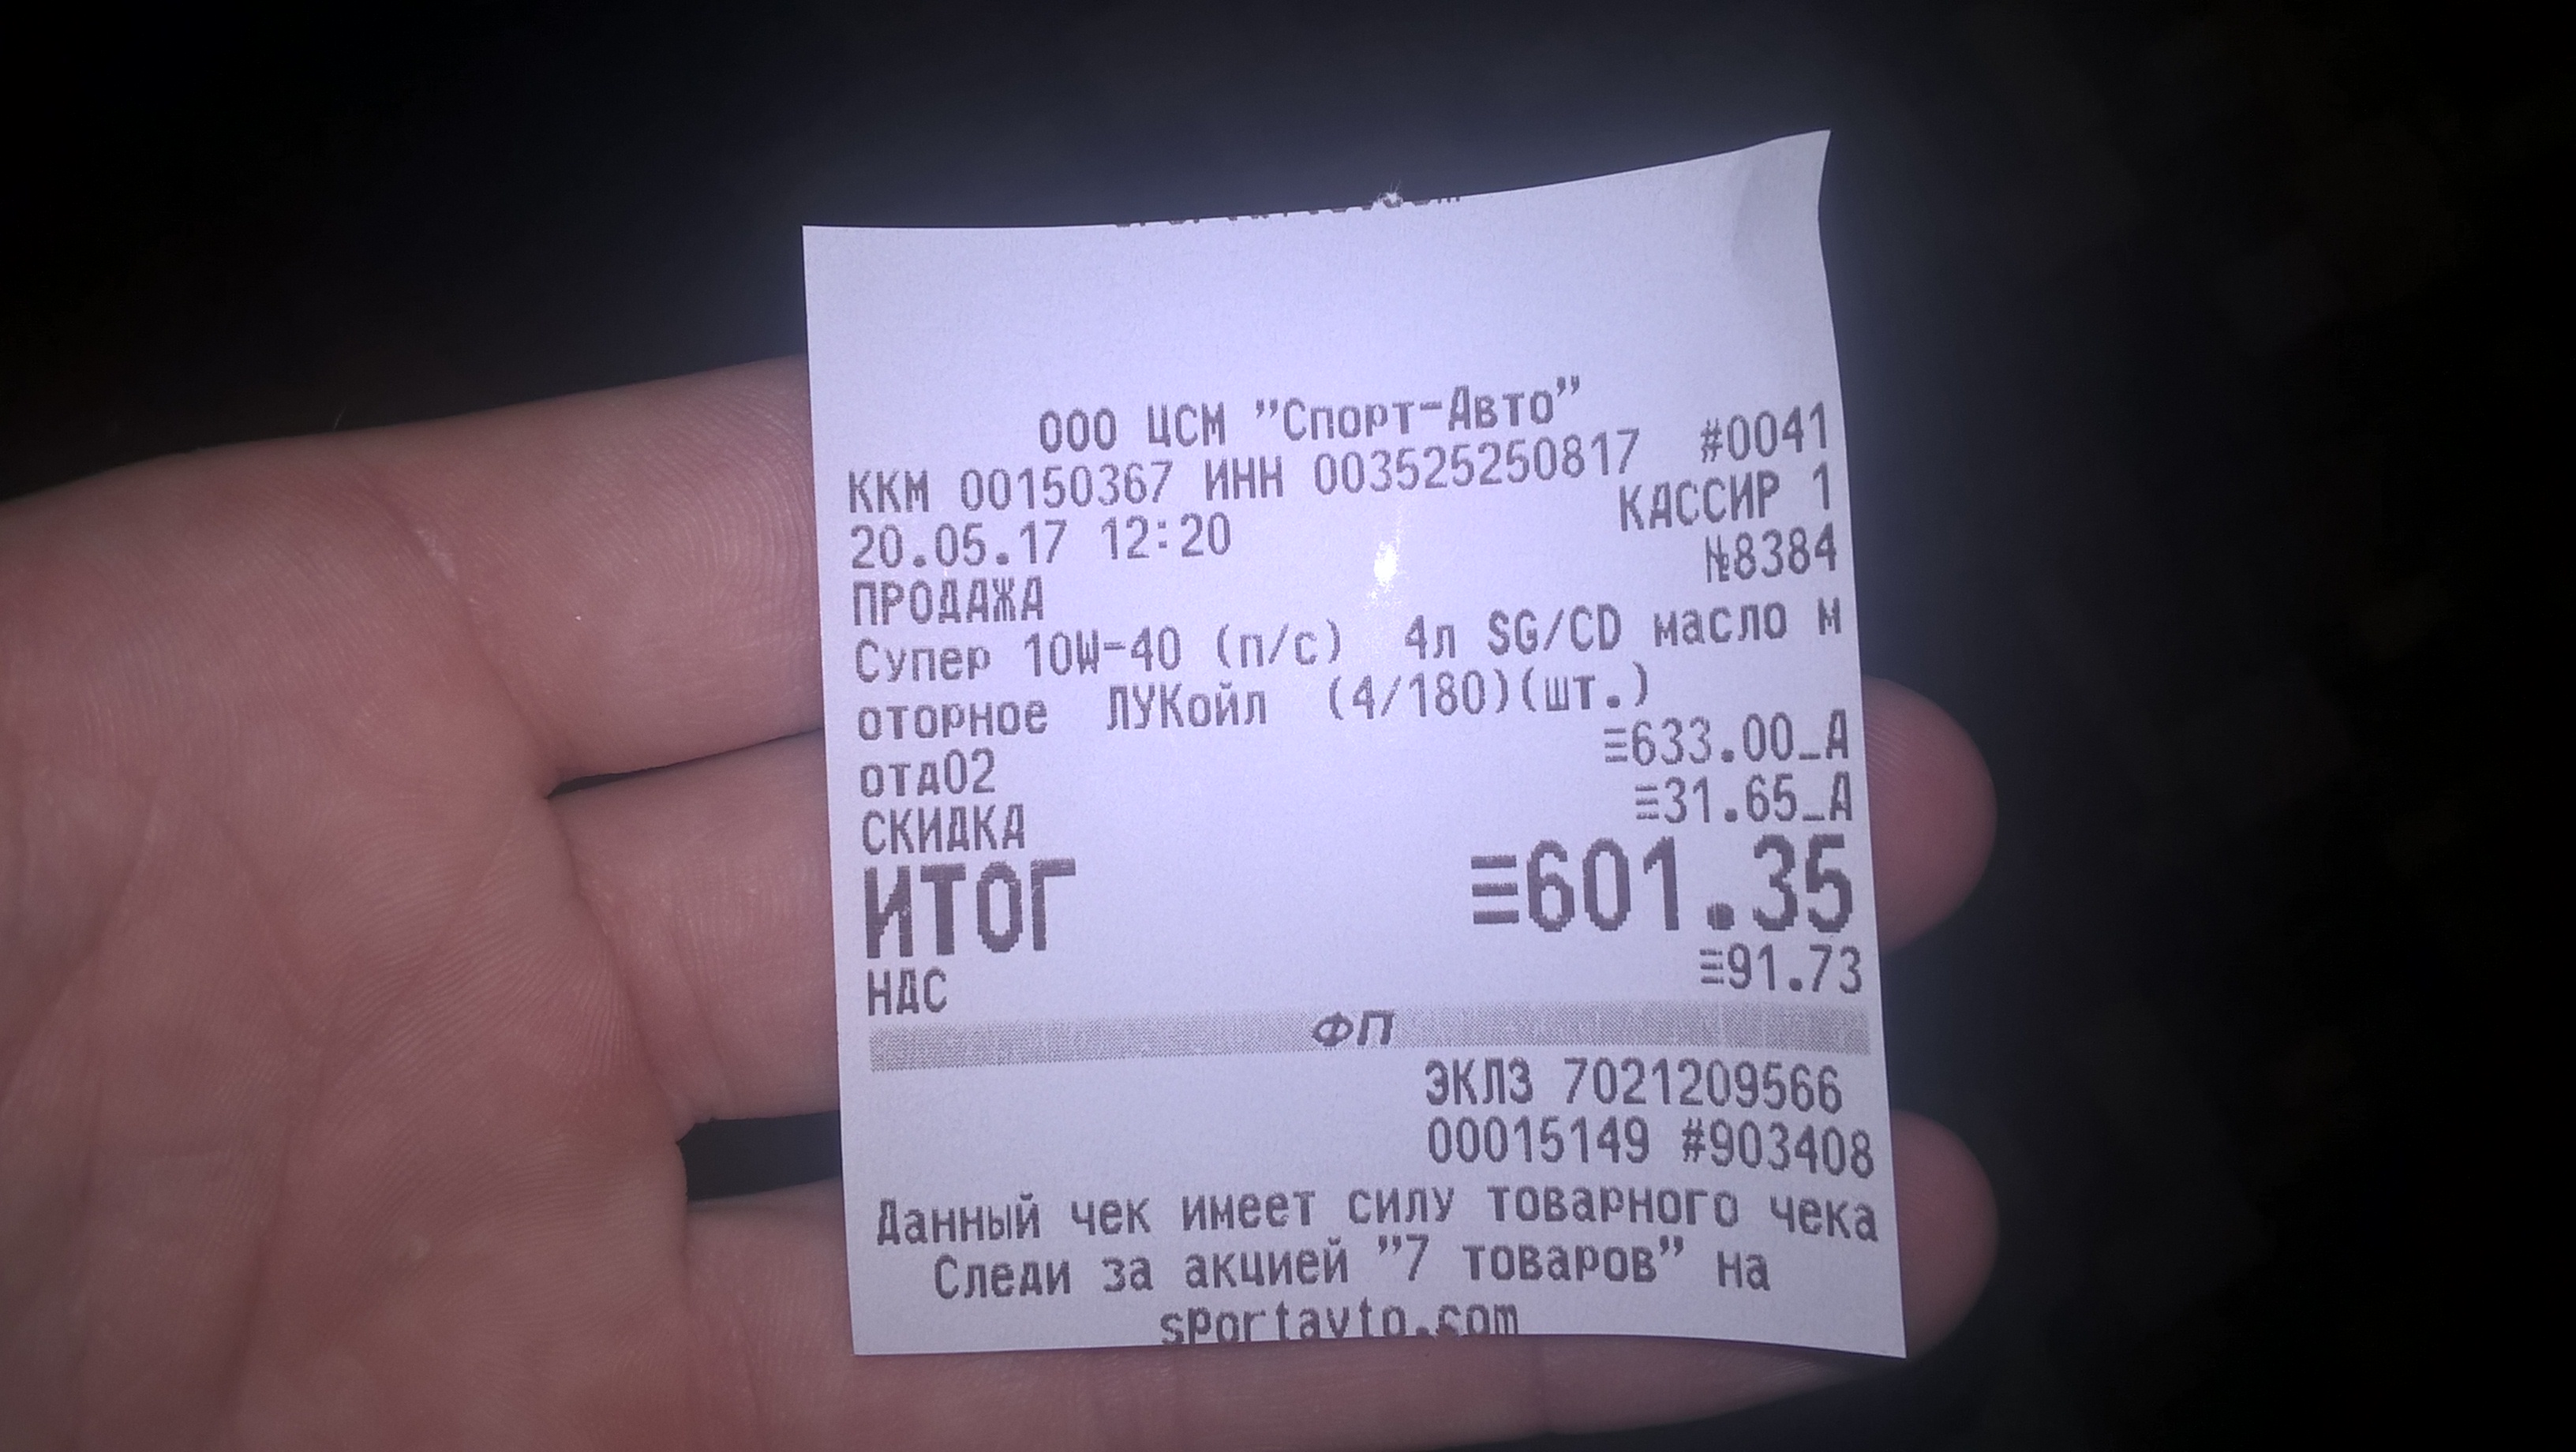 ООО ЦСМ "Спорт-Авто"
ККМ 00150367 ИНН 003525250817 #0041
20.05.17 12:20 КАССИР 1
ПРОДАЖА №8384
Супер 10W-40 (п/с) 4л SG/CD масло м
оторное ЛУКойл (4/180)(шт.)
отд02 ≡633.00_А
СКИДКА ≡31.65_А
ИТОГ ≡601.35
НДС ≡91.73
ФП
ЭКЛЗ 7021209566
00015149 #903408
Данный чек имеет силу товарного чека
Следи за акцией "7 товаров" на
sportavto.com